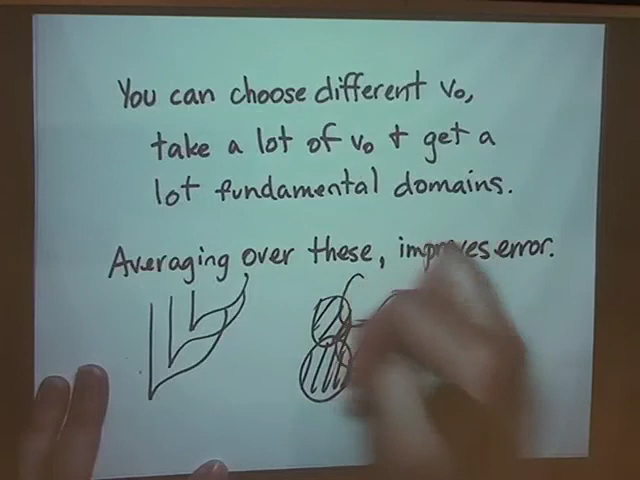 You can choose different v₀,
take a lot of v₀ + get a
lot fundamental domains.
Averaging over these, improves error.